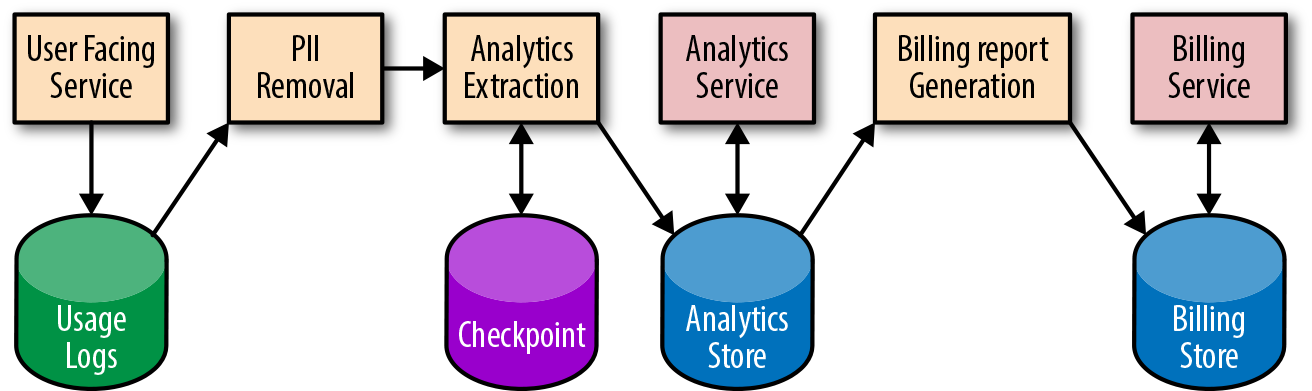 User Facing
Service
PII
Removal
Analytics
Extraction
Analytics
Service
Billing report
Generation
Billing
Service
Usage
Logs
Checkpoint
Analytics
Store
Billing
Store